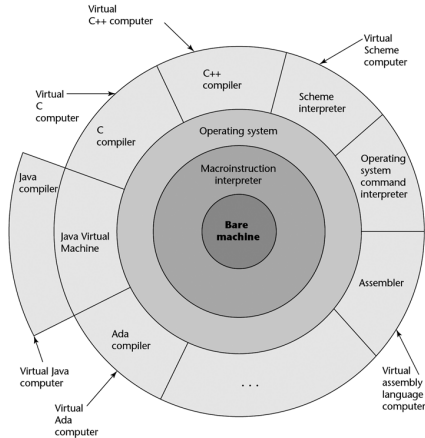 Virtual
C++ computer
Virtual
Scheme
computer
Virtual
C
computer
C++
compiler
Scheme
interpreter
C
compiler
Operating system
Java
compiler
Macroinstruction
interpreter
Operating
system
command
interpreter
Bare
machine
Java Virtual
Machine
Assembler
Ada
compiler
. . .
Virtual Java
computer
Virtual
assembly
language
computer
Virtual
Ada
computer